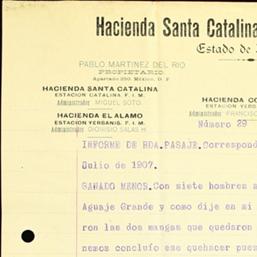 Hacienda Santa Catalina
Estado de
PABLO MARTINEZ DEL RIO
PROPIETARIO.
Apartado 250. México, D. F.
HACIENDA SANTA CATALINA
ESTACION CATALINA F. I. M.
Administrador MIGUEL SOTO.
HACIENDA EL ALAMO
ESTACION YERBANIS. F. I. M.
Administrador DIONISIO SALAS H.
HACIENDA
ESTACION
Administrador FRANCISC
Número 29
INFORME DE HDA. PASAJE. Correspond
Julio de 1907.
GANADO MENOR. Con siete hombres
Aguaje Grande y como dije en mi
ron las dos mangas que quedaron
nemos conclufo ese quehacer pues